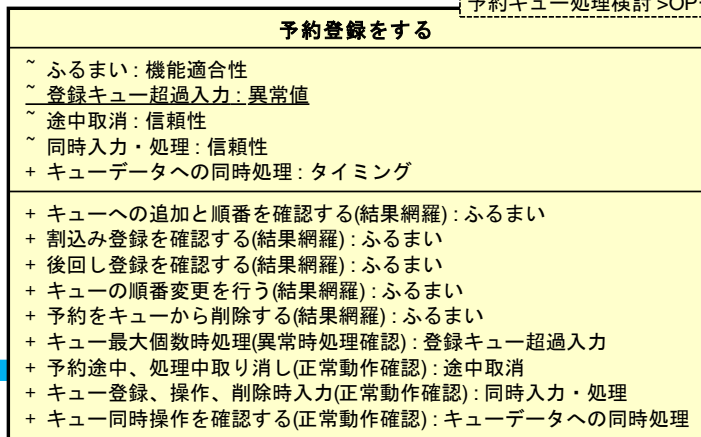 予約キュー処理検討 >OP
予約登録をする
~ ふるまい : 機能適合性
~ 登録キュー超過入力 : 異常値
~ 途中取消 : 信頼性
~ 同時入力・処理 : 信頼性
+ キューデータへの同時処理 : タイミング
+ キューへの追加と順番を確認する(結果網羅) : ふるまい
+ 割込み登録を確認する(結果網羅) : ふるまい
+ 後回し登録を確認する(結果網羅) : ふるまい
+ キューの順番変更を行う(結果網羅) : ふるまい
+ 予約をキューから削除する(結果網羅) : ふるまい
+ キュー最大個数時処理(異常時処理確認) : 登録キュー超過入力
+ 予約途中、処理中取り消し(正常動作確認) : 途中取消
+ キュー登録、操作、削除時入力(正常動作確認) : 同時入力・処理
+ キュー同時操作を確認する(正常動作確認) : キューデータへの同時処理